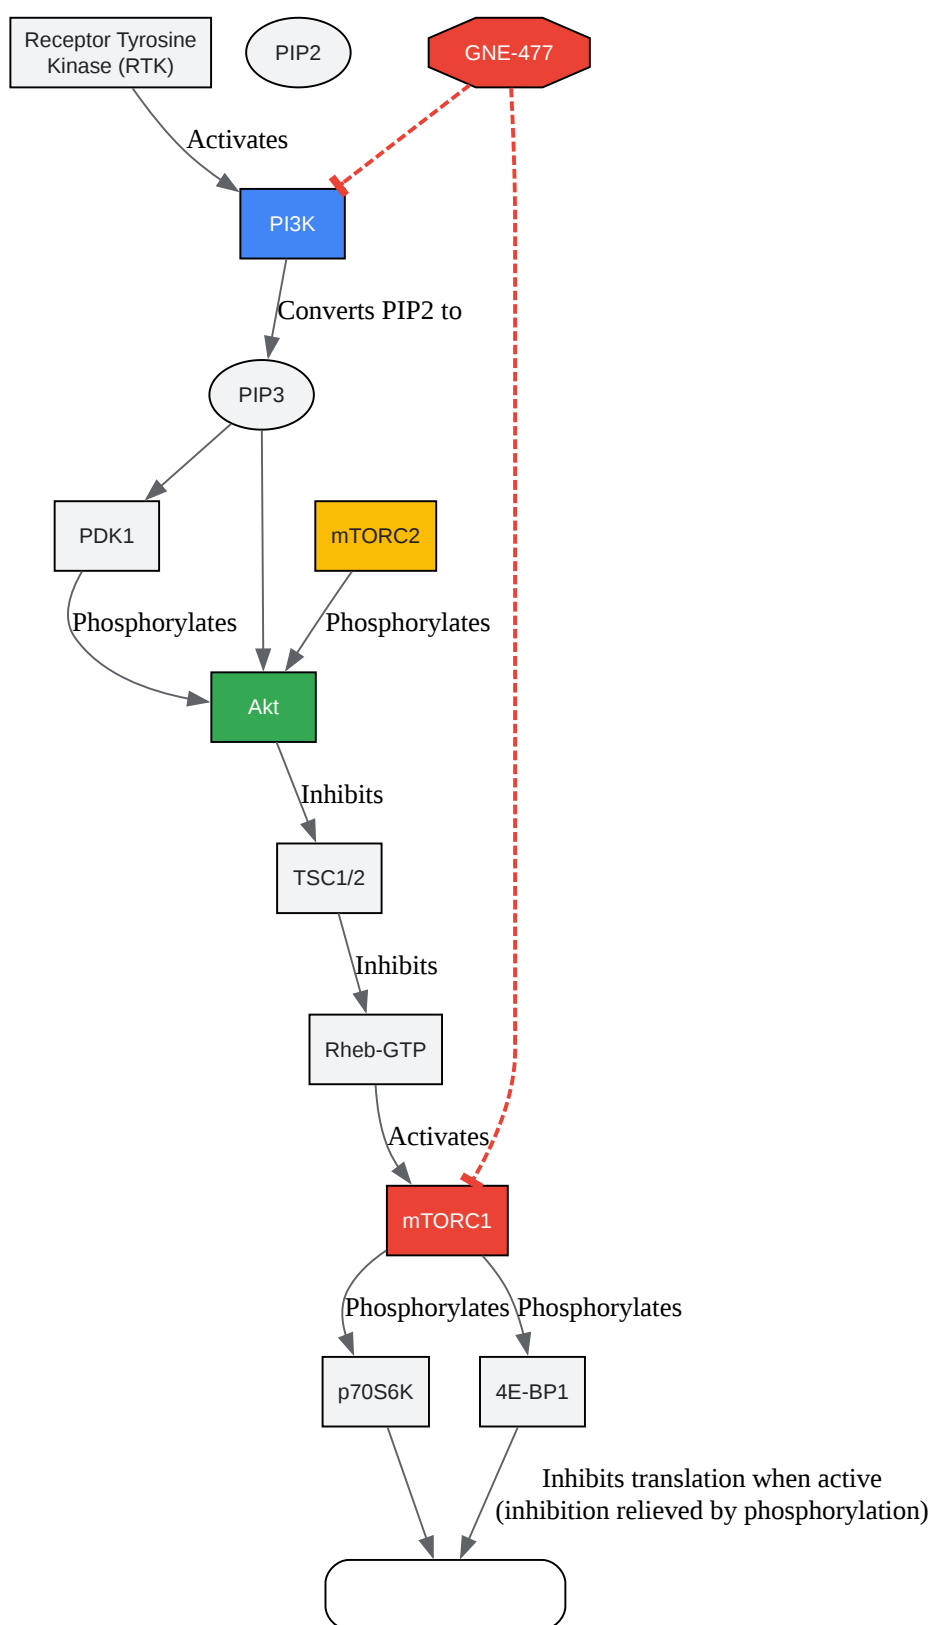 Receptor Tyrosine
Kinase (RTK)
PIP2
GNE-477
Activates
PI3K
Converts PIP2 to
PIP3
PDK1
mTORC2
Phosphorylates
Phosphorylates
Akt
Inhibits
TSC1/2
Inhibits
Rheb-GTP
Activates
mTORC1
Phosphorylates
Phosphorylates
p70S6K
4E-BP1
Inhibits translation when active
(inhibition relieved by phosphorylation)